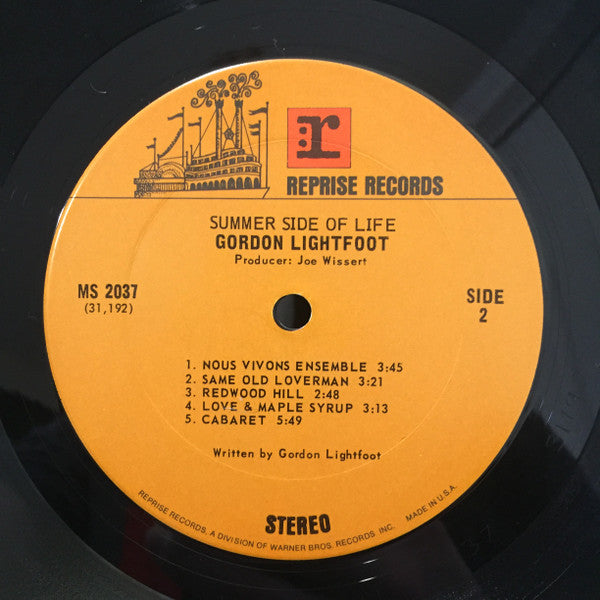 r:
REPRISE RECORDS
SUMMER SIDE OF LIFE
GORDON LIGHTFOOT
Producer: Joe Wissert
MS 2037
(31,192)
SIDE
2
1. NOUS VIVONS ENSEMBLE 3:45
2. SAME OLD LOVERMAN 3:21
3. REDWOOD HILL 2:48
4. LOVE & MAPLE SYRUP 3:13
5. CABARET 5:49
Written by Gordon Lightfoot
STEREO
REPRISE RECORDS, A DIVISION OF WARNER BROS. RECORDS, INC. MADE IN U.S.A.